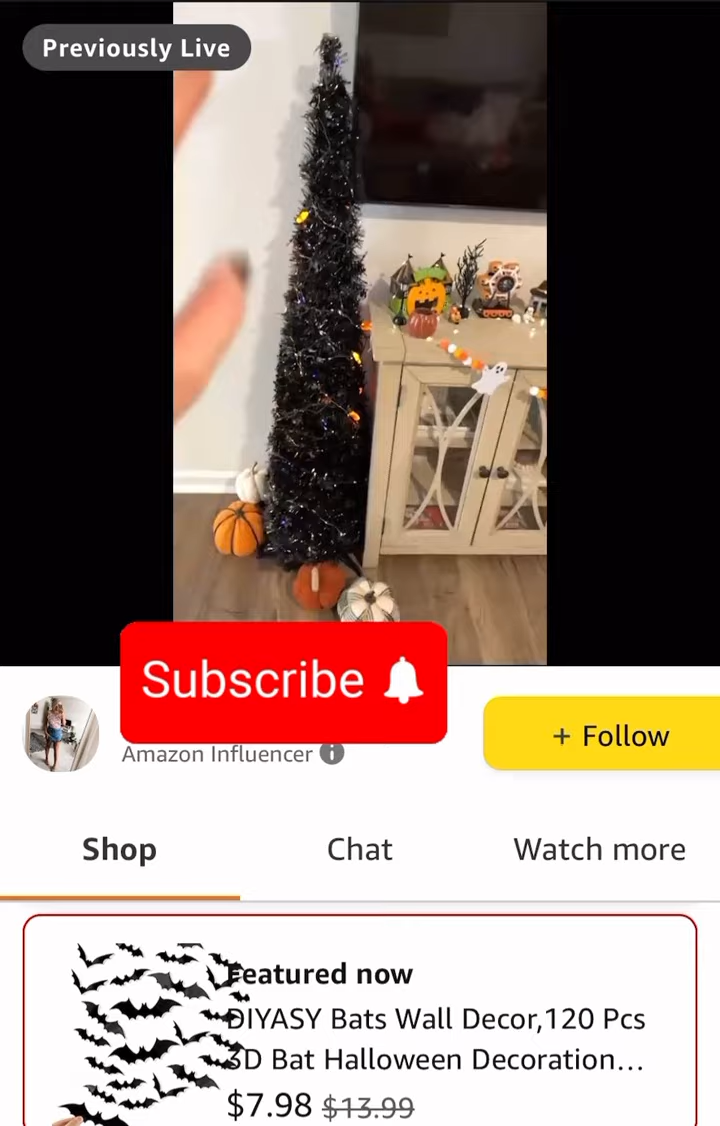 Previously Live
Subscribe
Amazon Influencer
+ Follow
Shop
Chat
Watch more
Featured now
DIYASY Bats Wall Decor,120 Pcs
3D Bat Halloween Decoration...
$7.98 $13.99